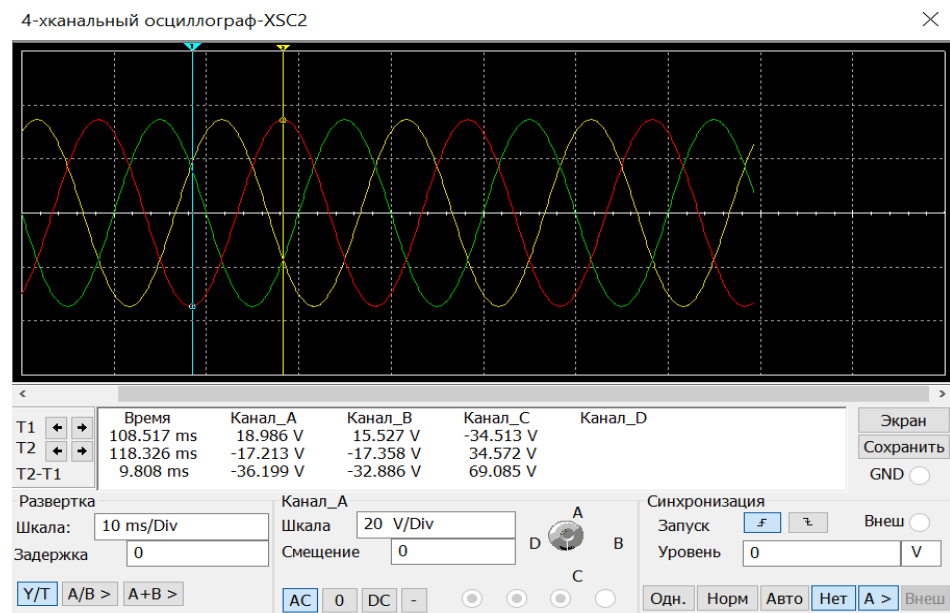 4-хканальный осциллограф-XSC2
Время Канал_A Канал_B Канал_C Канал_D
T1 108.517 ms 18.986 V 15.527 V -34.513 V
T2 118.326 ms -17.213 V -17.358 V 34.572 V
T2-T1 9.808 ms -36.199 V -32.886 V 69.085 V
Экран
Сохранить
GND
Развертка
Шкала: 10 ms/Div
Задержка 0
Y/T A/B > A+B >
Канал_A
Шкала 20 V/Div
Смещение 0
AC 0 DC -
A
D B
C
Синхронизация
Запуск Внеш
Уровень 0 V
Одн. Норм Авто Нет A > Внеш